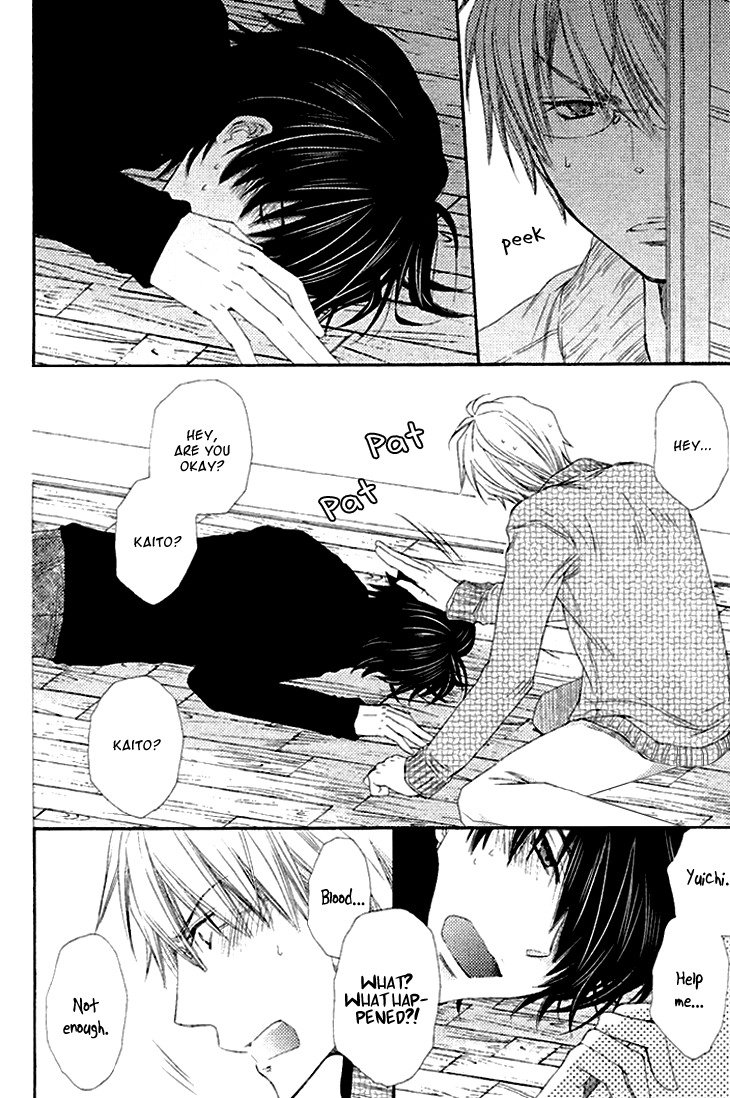 peek
HEY...
Pat
Pat
HEY,
ARE YOU
OKAY?
KAITO?
KAITO?
Yuichi.
Help
me...
WHAT?
WHAT HAP-
PENED?!
Blood...
Not
enough.